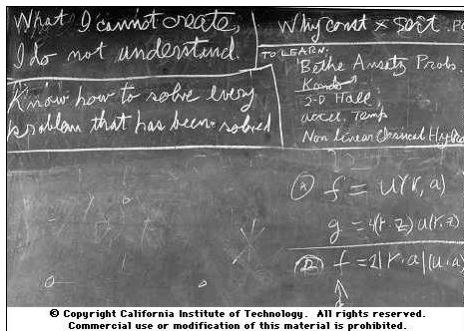 What I cannot create,
I do not understand.
Know how to solve every
problem that has been solved
Why const × sort. Po
TO LEARN:
Bethe Ansatz Probs.
Kondo
2-D Hall
accel. Temp
Non Linear Classical Hydro
Ⓐ f = U(r, a)
g = 4(r·z) u(r, z)
f = 2|r·a|(u·a)
© Copyright California Institute of Technology. All rights reserved.
Commercial use or modification of this material is prohibited.